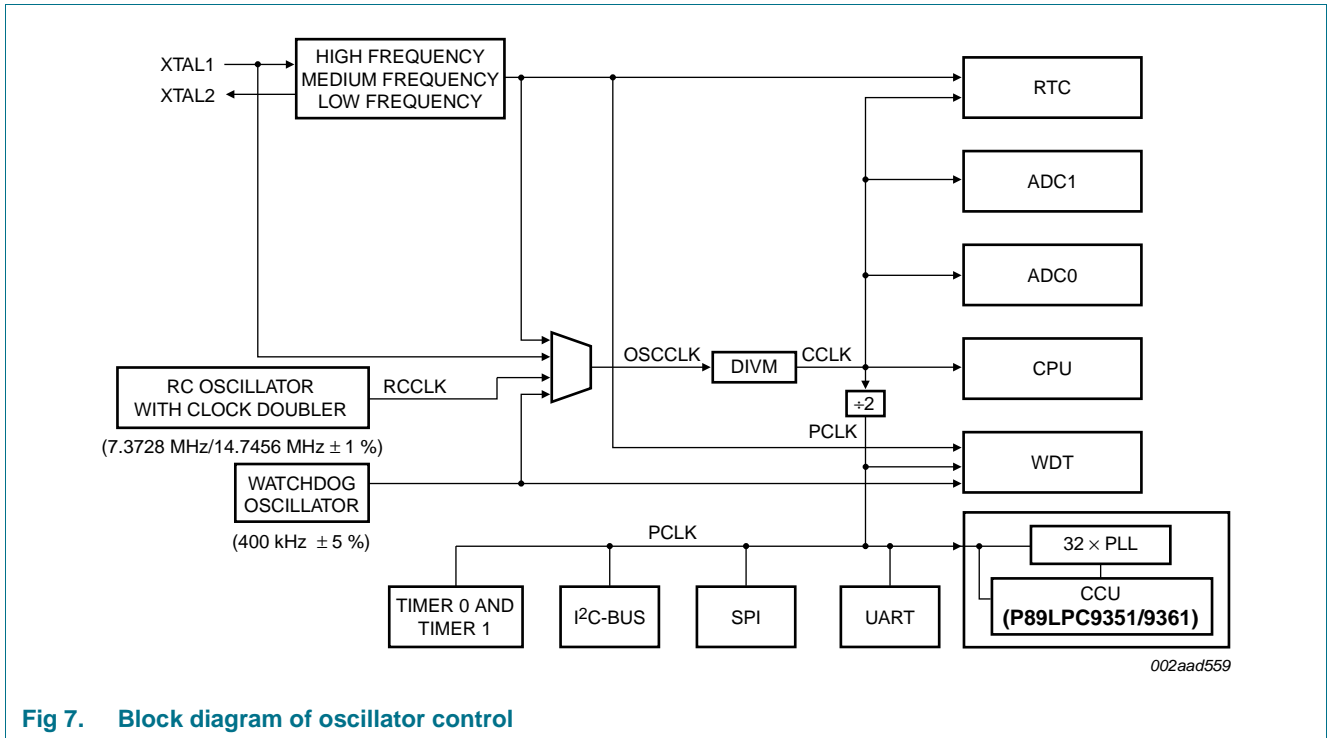 XTAL1
XTAL2
HIGH FREQUENCY
MEDIUM FREQUENCY
LOW FREQUENCY
RTC
ADC1
ADC0
OSCCLK
DIVM
CCLK
CPU
RC OSCILLATOR
WITH CLOCK DOUBLER
RCCLK
(7.3728 MHz/14.7456 MHz ± 1 %)
÷2
PCLK
WDT
WATCHDOG
OSCILLATOR
(400 kHz ± 5 %)
PCLK
32 × PLL
CCU
(P89LPC9351/9361)
TIMER 0 AND
TIMER 1
I2C-BUS
SPI
UART
002aad559
Fig 7. Block diagram of oscillator control